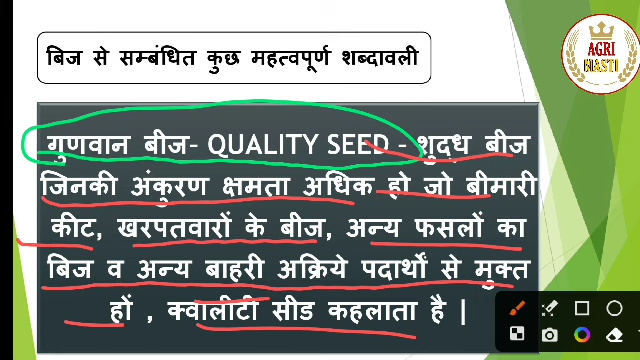 AGRI
MASTI
बिज से सम्बंधित कुछ महत्वपूर्ण शब्दावली
गुणवान बीज- QUALITY SEED - शुद्ध बीज
जिनकी अंकुरण क्षमता अधिक हो जो बीमारी
कीट, खरपतवारों के बीज, अन्य फसलों का
बिज व अन्य बाहरी अक्रिये पदार्थो से मुक्त
हों , क्वालीटी सीड कहलाता है |